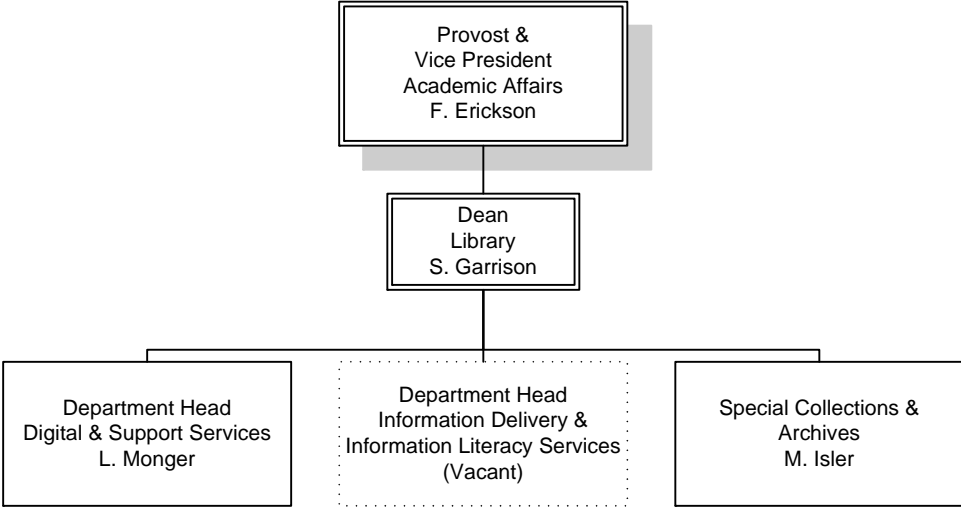 Provost &
Vice President
Academic Affairs
F. Erickson
Dean
Library
S. Garrison
Department Head
Digital & Support Services
L. Monger
Department Head
Information Delivery &
Information Literacy Services
(Vacant)
Special Collections &
Archives
M. Isler